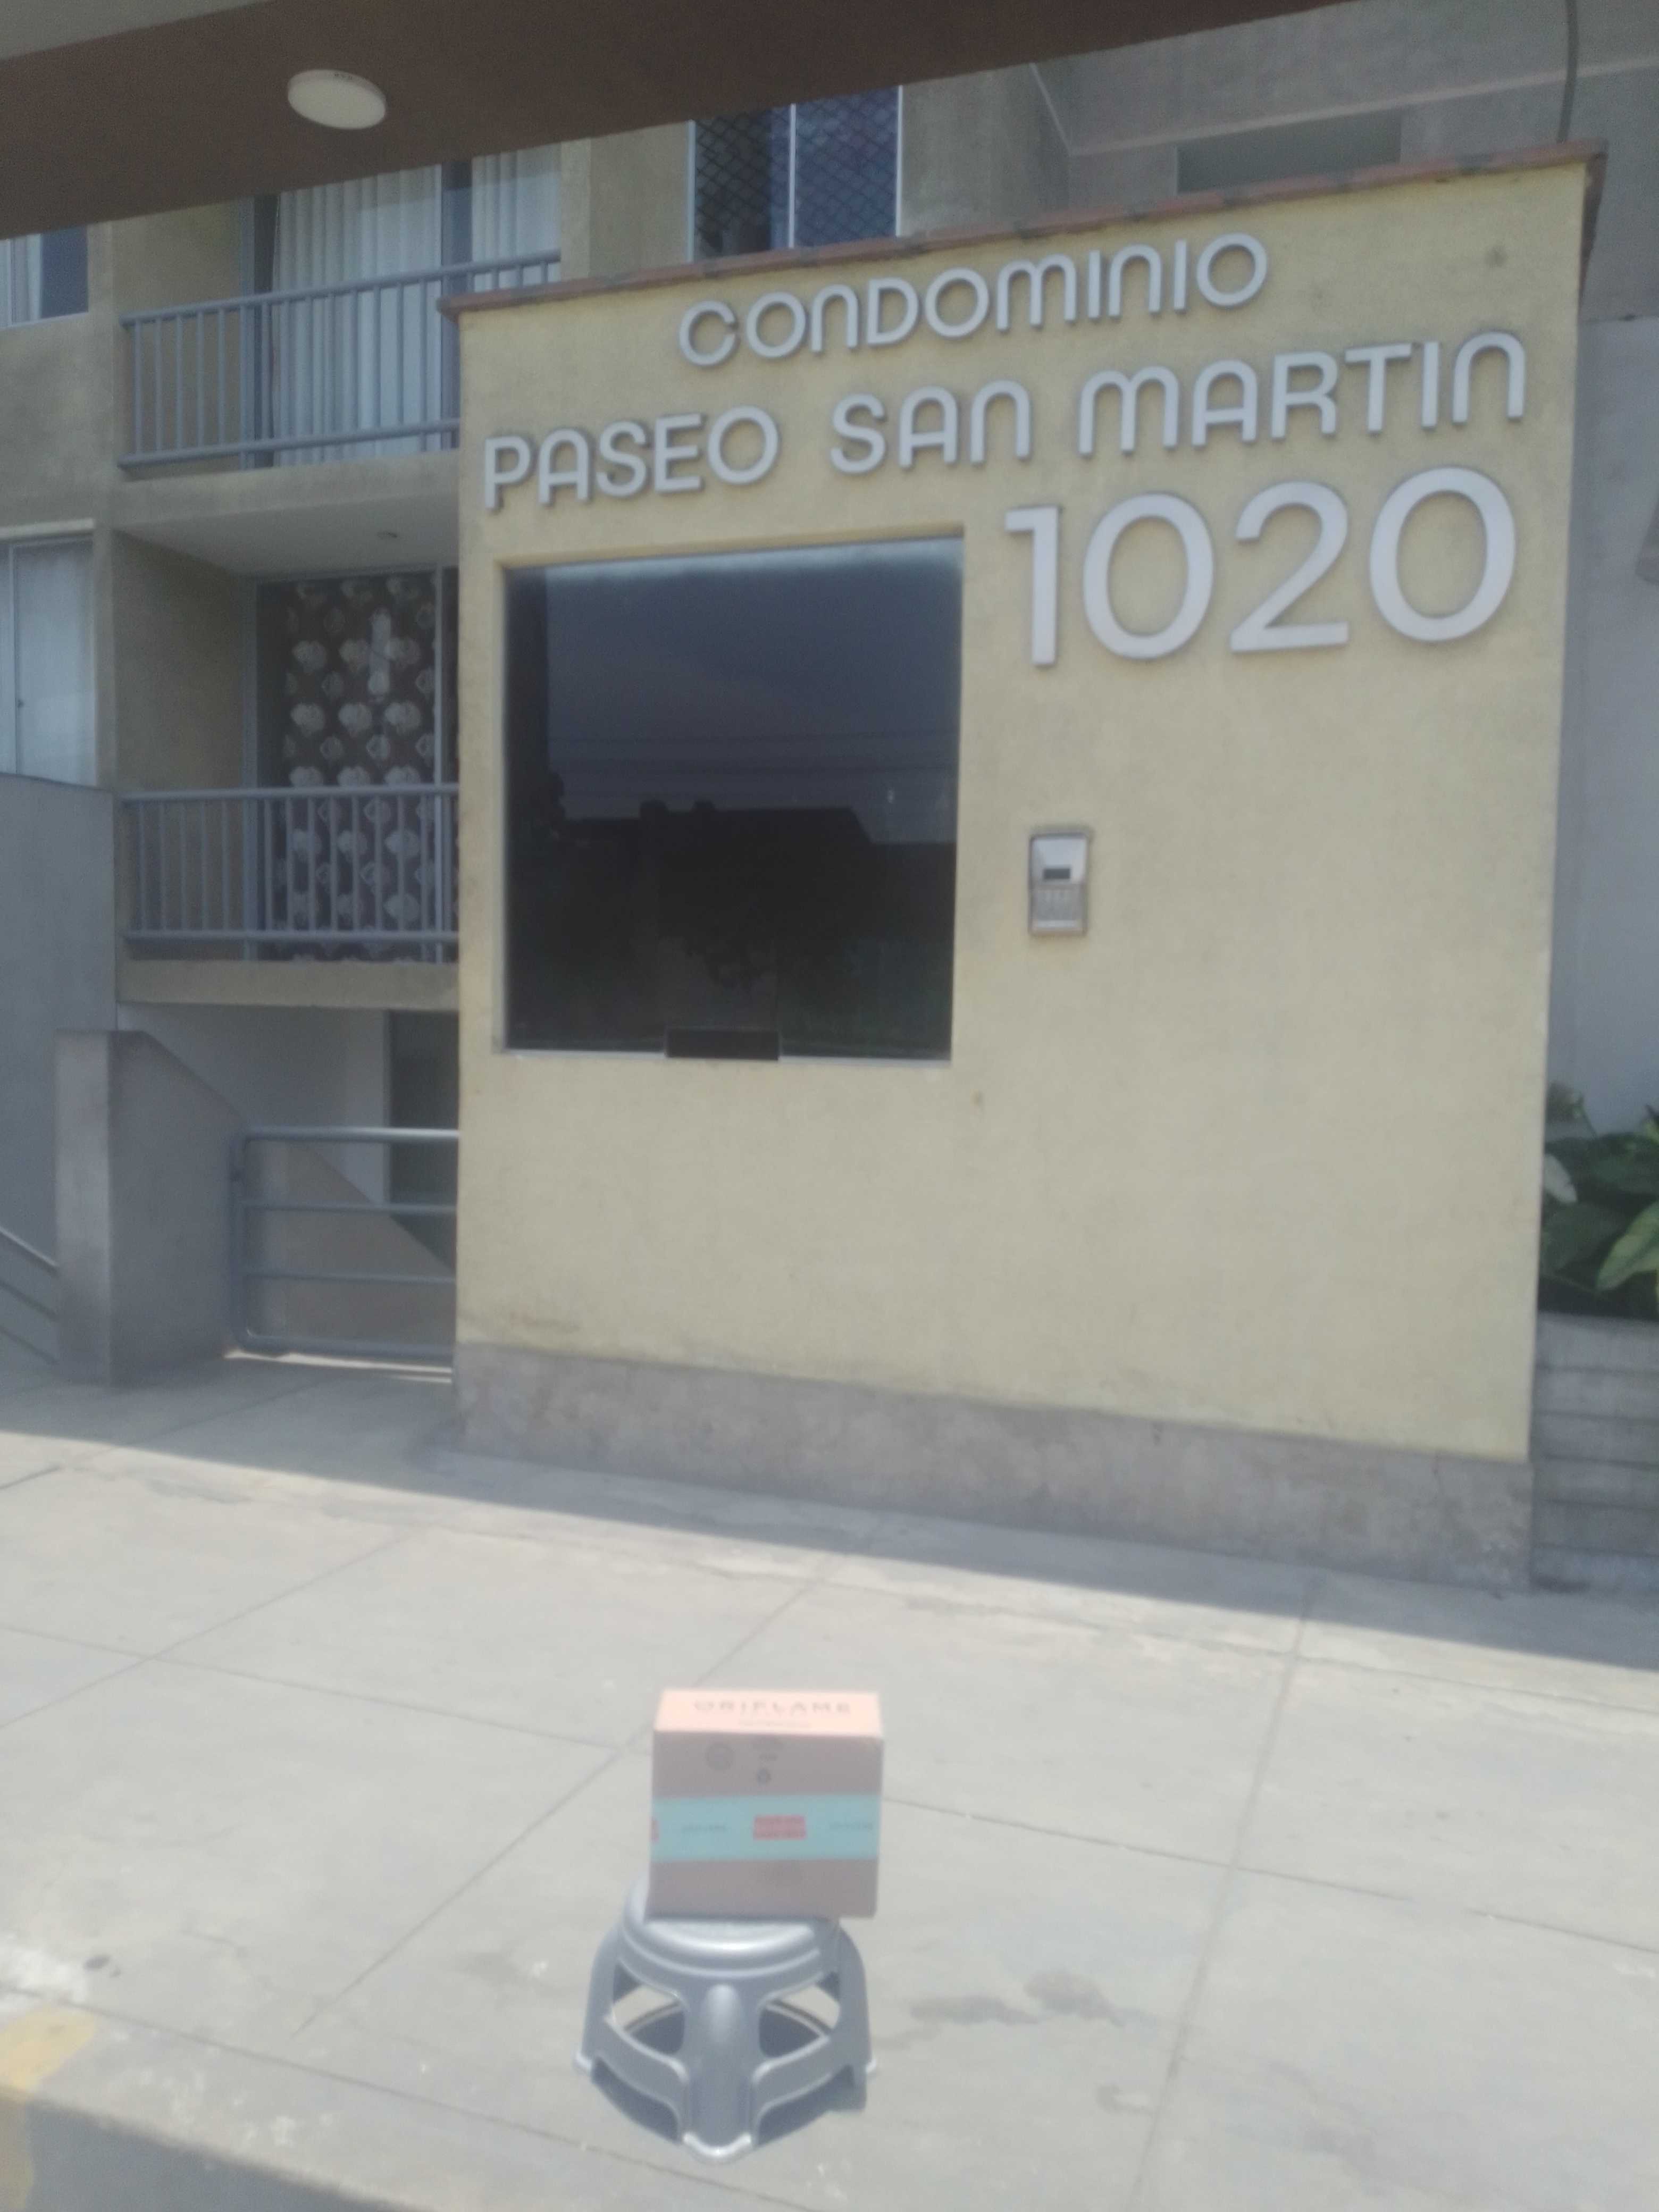 CONDOMINIO
PASEO SAN MARTIN
1020
ORIFLAME